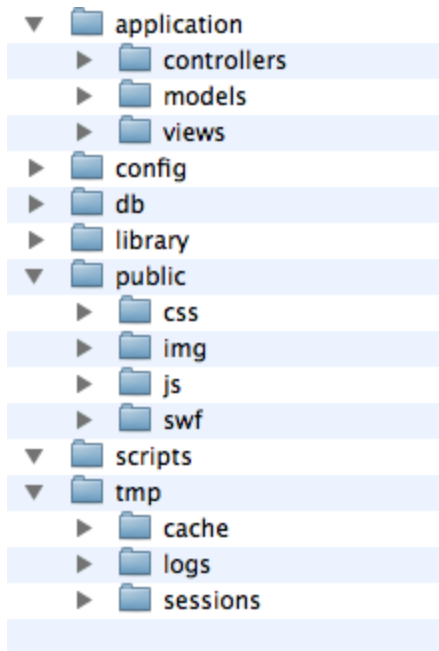 application
controllers
models
views
config
db
library
public
css
img
js
swf
scripts
tmp
cache
logs
sessions